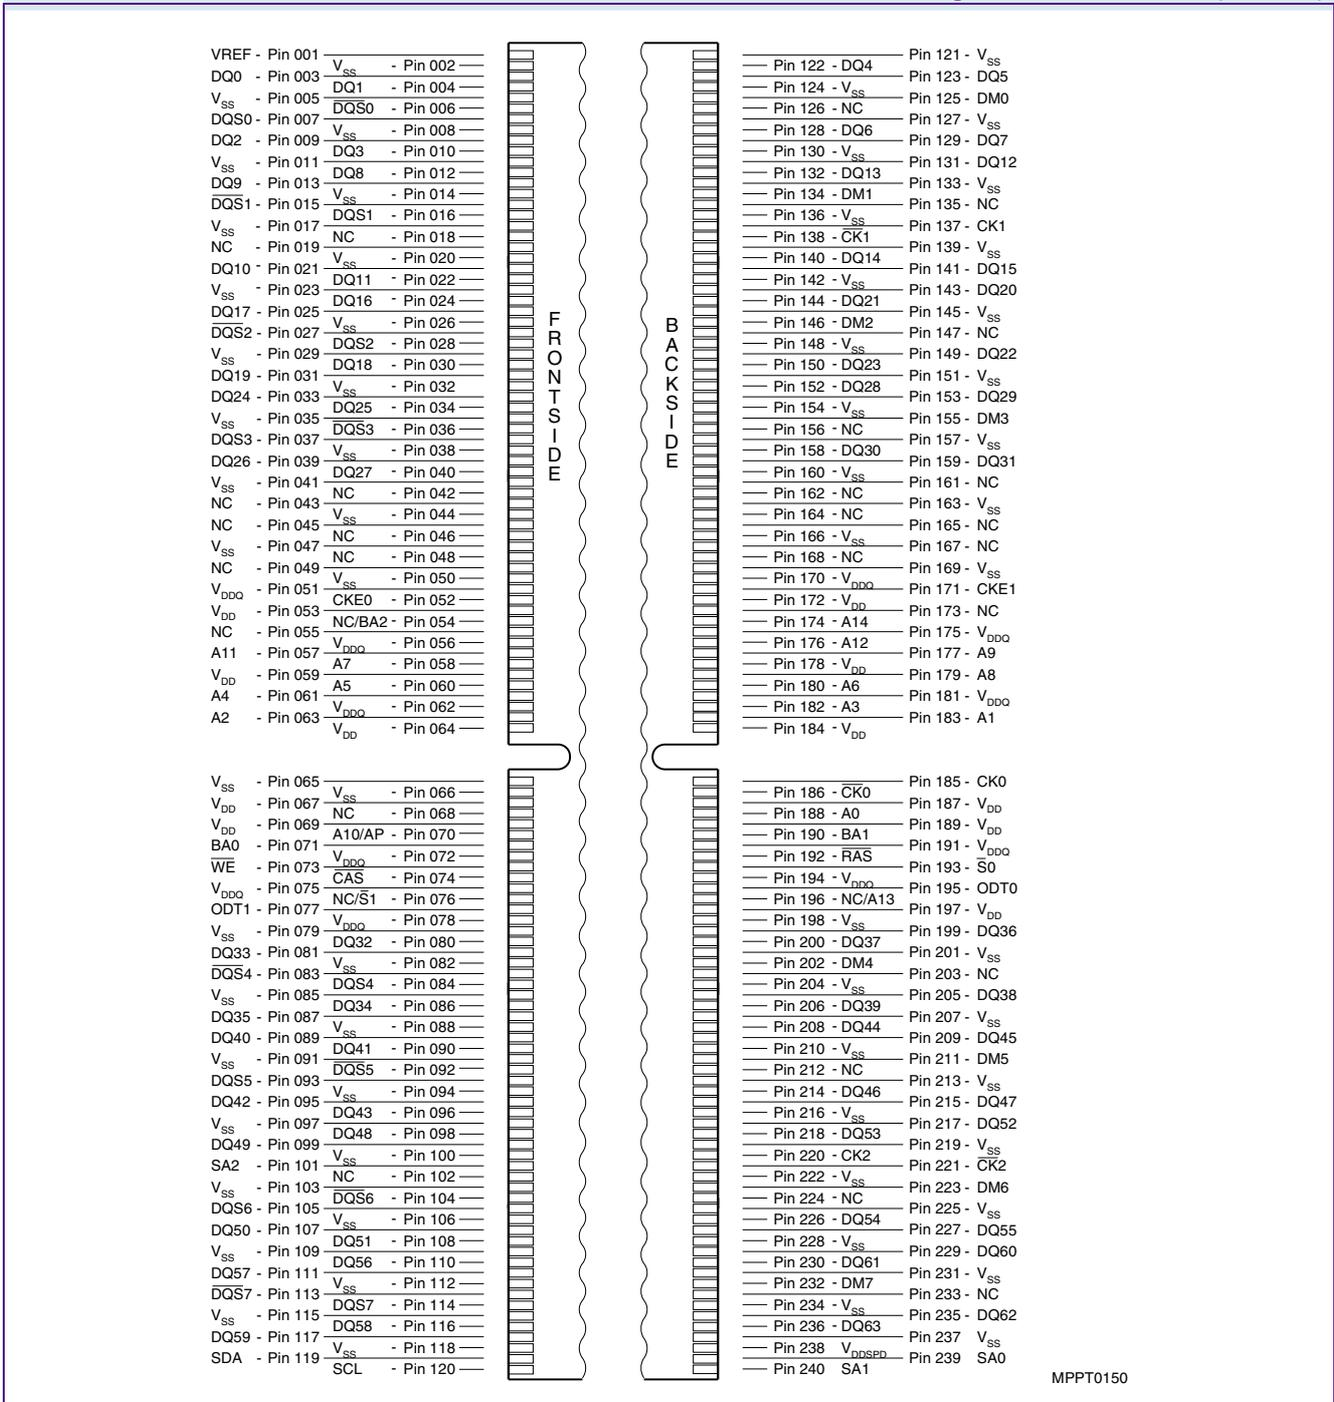 VREF - Pin 001
VSS - Pin 002
DQ0 - Pin 003
DQ1 - Pin 004
VSS - Pin 005
D̅Q̅S̅0 - Pin 006
DQS0 - Pin 007
VSS - Pin 008
DQ2 - Pin 009
DQ3 - Pin 010
VSS - Pin 011
DQ8 - Pin 012
DQ9 - Pin 013
VSS - Pin 014
D̅Q̅S̅1 - Pin 015
DQS1 - Pin 016
VSS - Pin 017
NC - Pin 018
NC - Pin 019
VSS - Pin 020
DQ10 - Pin 021
DQ11 - Pin 022
VSS - Pin 023
DQ16 - Pin 024
DQ17 - Pin 025
VSS - Pin 026
D̅Q̅S̅2 - Pin 027
DQS2 - Pin 028
VSS - Pin 029
DQ18 - Pin 030
DQ19 - Pin 031
VSS - Pin 032
DQ24 - Pin 033
DQ25 - Pin 034
VSS - Pin 035
D̅Q̅S̅3 - Pin 036
DQS3 - Pin 037
VSS - Pin 038
DQ26 - Pin 039
DQ27 - Pin 040
VSS - Pin 041
NC - Pin 042
NC - Pin 043
VSS - Pin 044
NC - Pin 045
NC - Pin 046
VSS - Pin 047
NC - Pin 048
NC - Pin 049
VSS - Pin 050
VDDQ - Pin 051
CKE0 - Pin 052
VDD - Pin 053
NC/BA2 - Pin 054
NC - Pin 055
VDDQ - Pin 056
A11 - Pin 057
A7 - Pin 058
VDD - Pin 059
A5 - Pin 060
A4 - Pin 061
VDDQ - Pin 062
A2 - Pin 063
VDD - Pin 064
VSS - Pin 065
VSS - Pin 066
VDD - Pin 067
NC - Pin 068
VDD - Pin 069
A10/AP - Pin 070
BA0 - Pin 071
VDDQ - Pin 072
W̅E̅ - Pin 073
C̅A̅S̅ - Pin 074
VDDQ - Pin 075
NC/S̅1 - Pin 076
ODT1 - Pin 077
VDDQ - Pin 078
VSS - Pin 079
DQ32 - Pin 080
DQ33 - Pin 081
VSS - Pin 082
D̅Q̅S̅4 - Pin 083
DQS4 - Pin 084
VSS - Pin 085
DQ34 - Pin 086
DQ35 - Pin 087
VSS - Pin 088
DQ40 - Pin 089
DQ41 - Pin 090
VSS - Pin 091
D̅Q̅S̅5 - Pin 092
DQS5 - Pin 093
VSS - Pin 094
DQ42 - Pin 095
DQ43 - Pin 096
VSS - Pin 097
DQ48 - Pin 098
DQ49 - Pin 099
VSS - Pin 100
SA2 - Pin 101
NC - Pin 102
VSS - Pin 103
D̅Q̅S̅6 - Pin 104
DQS6 - Pin 105
VSS - Pin 106
DQ50 - Pin 107
DQ51 - Pin 108
VSS - Pin 109
DQ56 - Pin 110
DQ57 - Pin 111
VSS - Pin 112
D̅Q̅S̅7 - Pin 113
DQS7 - Pin 114
VSS - Pin 115
DQ58 - Pin 116
DQ59 - Pin 117
VSS - Pin 118
SDA - Pin 119
SCL - Pin 120
FRONTSIDE
BACKSIDE
Pin 121 - VSS
Pin 122 - DQ4
Pin 123 - DQ5
Pin 124 - VSS
Pin 125 - DM0
Pin 126 - NC
Pin 127 - VSS
Pin 128 - DQ6
Pin 129 - DQ7
Pin 130 - VSS
Pin 131 - DQ12
Pin 132 - DQ13
Pin 133 - VSS
Pin 134 - DM1
Pin 135 - NC
Pin 136 - VSS
Pin 137 - CK1
Pin 138 - C̅K̅1
Pin 139 - VSS
Pin 140 - DQ14
Pin 141 - DQ15
Pin 142 - VSS
Pin 143 - DQ20
Pin 144 - DQ21
Pin 145 - VSS
Pin 146 - DM2
Pin 147 - NC
Pin 148 - VSS
Pin 149 - DQ22
Pin 150 - DQ23
Pin 151 - VSS
Pin 152 - DQ28
Pin 153 - DQ29
Pin 154 - VSS
Pin 155 - DM3
Pin 156 - NC
Pin 157 - VSS
Pin 158 - DQ30
Pin 159 - DQ31
Pin 160 - VSS
Pin 161 - NC
Pin 162 - NC
Pin 163 - VSS
Pin 164 - NC
Pin 165 - NC
Pin 166 - VSS
Pin 167 - NC
Pin 168 - NC
Pin 169 - VSS
Pin 170 - VDDQ
Pin 171 - CKE1
Pin 172 - VDD
Pin 173 - NC
Pin 174 - A14
Pin 175 - VDDQ
Pin 176 - A12
Pin 177 - A9
Pin 178 - VDD
Pin 179 - A8
Pin 180 - A6
Pin 181 - VDDQ
Pin 182 - A3
Pin 183 - A1
Pin 184 - VDD
Pin 185 - CK0
Pin 186 - C̅K̅0
Pin 187 - VDD
Pin 188 - A0
Pin 189 - VDD
Pin 190 - BA1
Pin 191 - VDDQ
Pin 192 - R̅A̅S̅
Pin 193 - S̅0
Pin 194 - VDDQ
Pin 195 - ODT0
Pin 196 - NC/A13
Pin 197 - VDD
Pin 198 - VSS
Pin 199 - DQ36
Pin 200 - DQ37
Pin 201 - VSS
Pin 202 - DM4
Pin 203 - NC
Pin 204 - VSS
Pin 205 - DQ38
Pin 206 - DQ39
Pin 207 - VSS
Pin 208 - DQ44
Pin 209 - DQ45
Pin 210 - VSS
Pin 211 - DM5
Pin 212 - NC
Pin 213 - VSS
Pin 214 - DQ46
Pin 215 - DQ47
Pin 216 - VSS
Pin 217 - DQ52
Pin 218 - DQ53
Pin 219 - VSS
Pin 220 - CK2
Pin 221 - C̅K̅2
Pin 222 - VSS
Pin 223 - DM6
Pin 224 - NC
Pin 225 - VSS
Pin 226 - DQ54
Pin 227 - DQ55
Pin 228 - VSS
Pin 229 - DQ60
Pin 230 - DQ61
Pin 231 - VSS
Pin 232 - DM7
Pin 233 - NC
Pin 234 - VSS
Pin 235 - DQ62
Pin 236 - DQ63
Pin 237 VSS
Pin 238 VDDSPD
Pin 239 SA0
Pin 240 SA1
MPPT0150